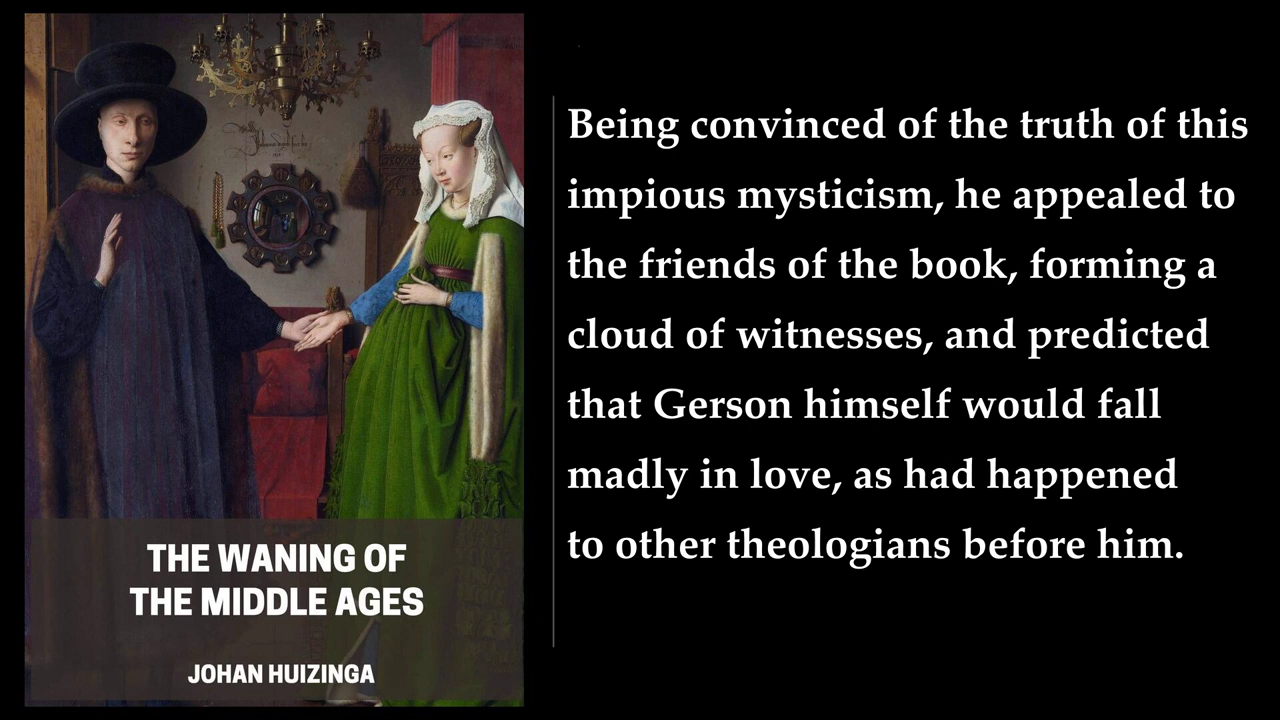 THE WANING OF
THE MIDDLE AGES
JOHAN HUIZINGA
Being convinced of the truth of this
impious mysticism, he appealed to
the friends of the book, forming a
cloud of witnesses, and predicted
that Gerson himself would fall
madly in love, as had happened
to other theologians before him.